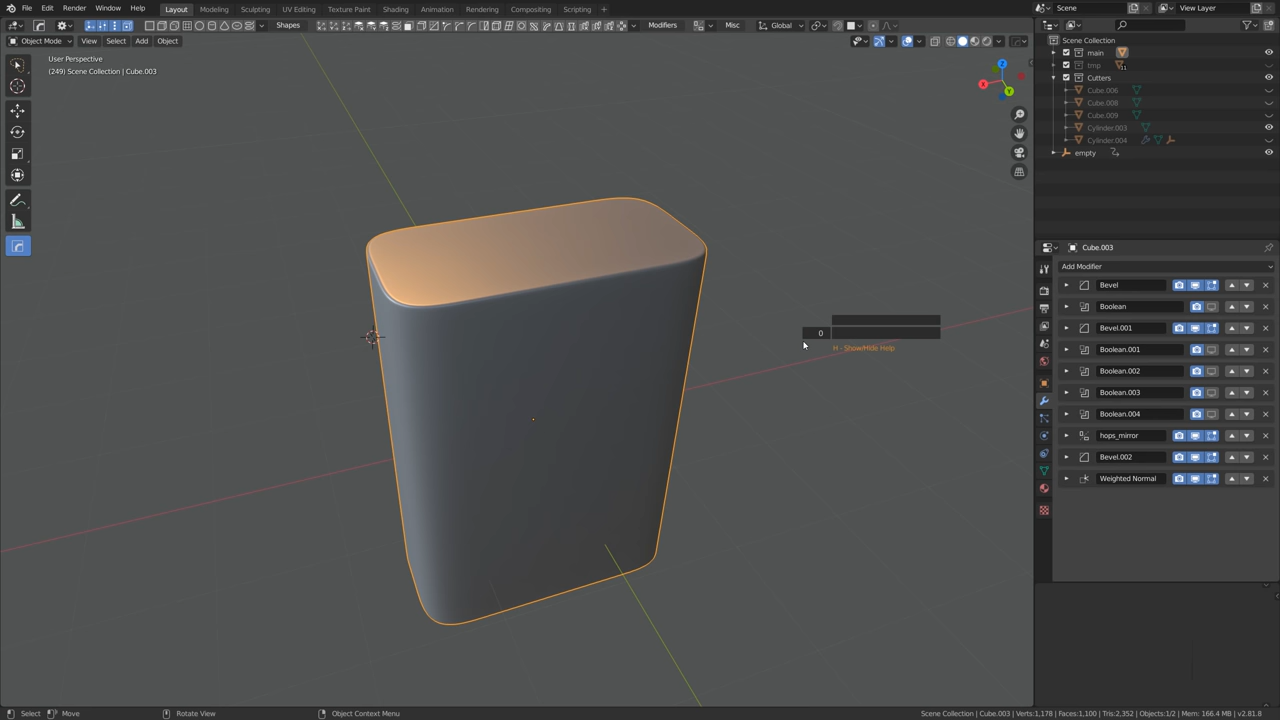 File Edit Render Window Help Layout Modeling Sculpting UV Editing Texture Paint Shading Animation Rendering Compositing Scripting Scene View Layer
Shapes Modifiers Misc Global
Object Mode View Select Add Object
User Perspective
(249) Scene Collection | Cube.003
X
Y
Z
0
H - Show/Hide Help
Scene Collection
main
tmp
11
Cutters
Cube.006
Cube.008
Cube.009
Cylinder.003
Cylinder.004
empty
Cube.003
Add Modifier
Bevel
Boolean
Bevel.001
Boolean.001
Boolean.002
Boolean.003
Boolean.004
hops_mirror
Bevel.002
Weighted Normal
Select Move Rotate View Object Context Menu Scene Collection | Cube.003 | Verts:1,178 | Faces:1,100 | Tris:2,352 | Objects:1/2 | Mem: 166.4 MB | v2.81.8